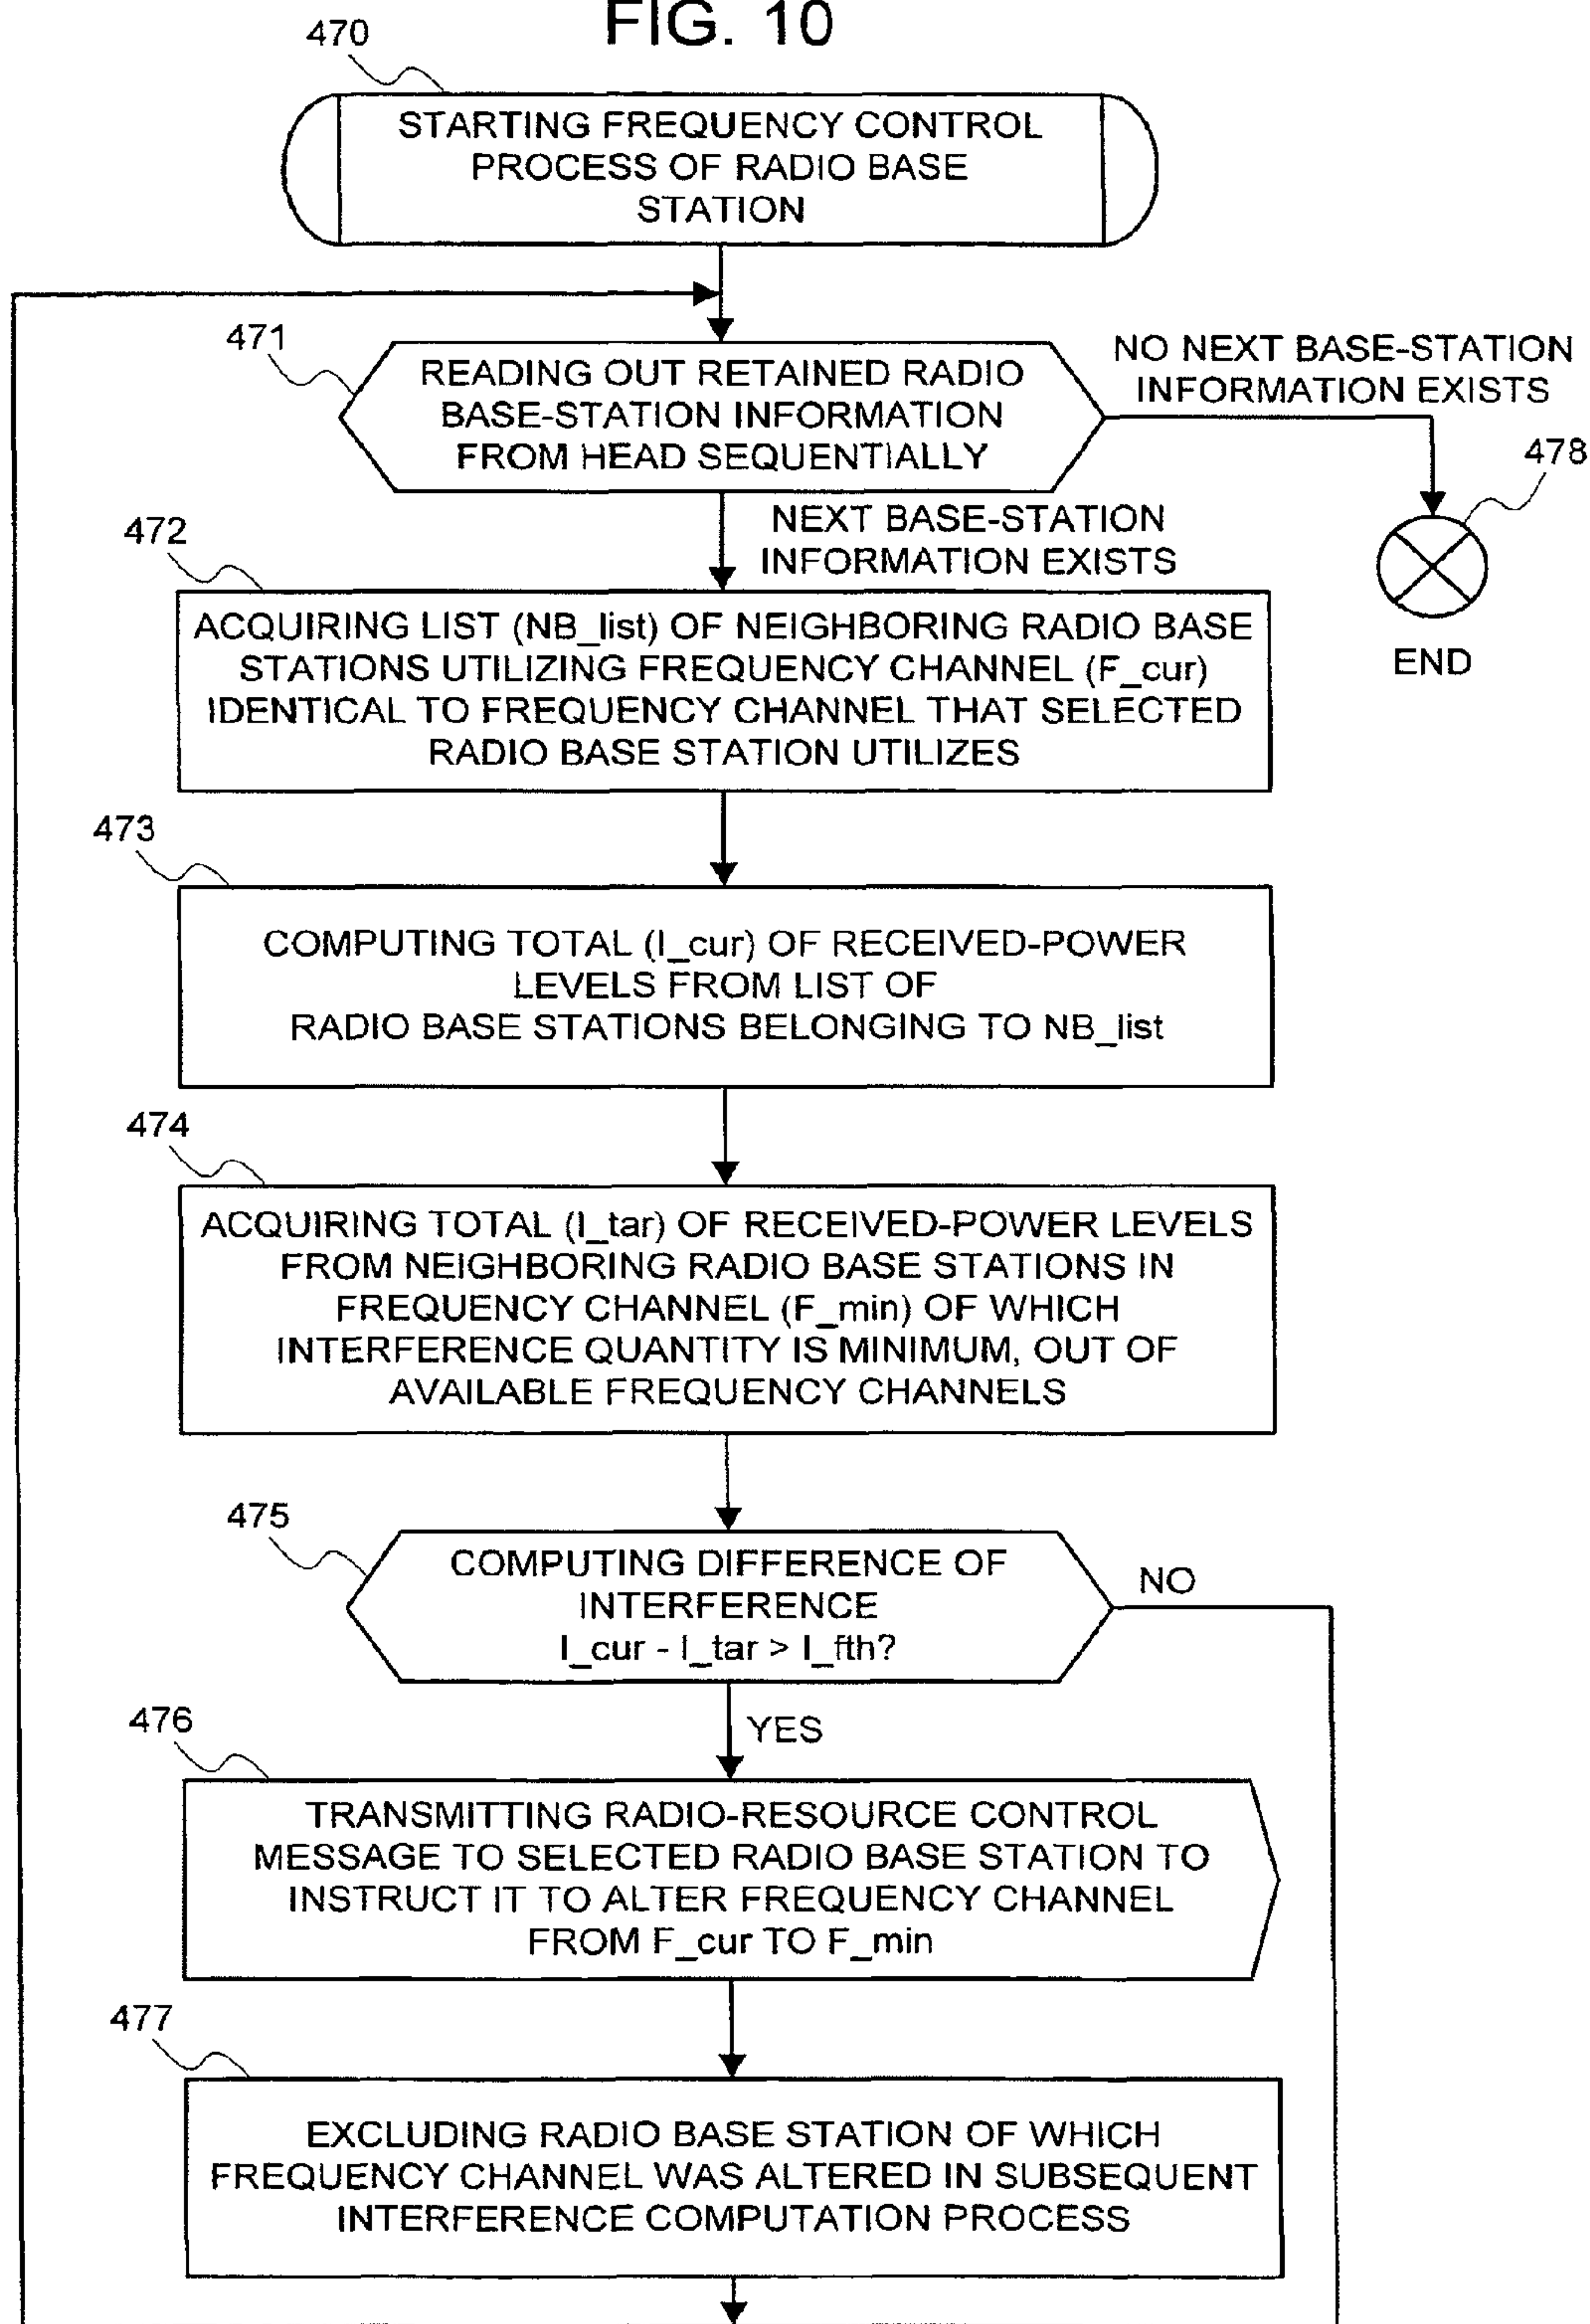 FIG. 10
470
STARTING FREQUENCY CONTROL
PROCESS OF RADIO BASE
STATION
471
READING OUT RETAINED RADIO
BASE-STATION INFORMATION
FROM HEAD SEQUENTIALLY
NO NEXT BASE-STATION
INFORMATION EXISTS
478
END
NEXT BASE-STATION
INFORMATION EXISTS
472
ACQUIRING LIST (NB_list) OF NEIGHBORING RADIO BASE
STATIONS UTILIZING FREQUENCY CHANNEL (F_cur)
IDENTICAL TO FREQUENCY CHANNEL THAT SELECTED
RADIO BASE STATION UTILIZES
473
COMPUTING TOTAL (I_cur) OF RECEIVED-POWER
LEVELS FROM LIST OF
RADIO BASE STATIONS BELONGING TO NB_list
474
ACQUIRING TOTAL (I_tar) OF RECEIVED-POWER LEVELS
FROM NEIGHBORING RADIO BASE STATIONS IN
FREQUENCY CHANNEL (F_min) OF WHICH
INTERFERENCE QUANTITY IS MINIMUM, OUT OF
AVAILABLE FREQUENCY CHANNELS
475
COMPUTING DIFFERENCE OF
INTERFERENCE
I_cur - I_tar > I_fth?
NO
YES
476
TRANSMITTING RADIO-RESOURCE CONTROL
MESSAGE TO SELECTED RADIO BASE STATION TO
INSTRUCT IT TO ALTER FREQUENCY CHANNEL
FROM F_cur TO F_min
477
EXCLUDING RADIO BASE STATION OF WHICH
FREQUENCY CHANNEL WAS ALTERED IN SUBSEQUENT
INTERFERENCE COMPUTATION PROCESS